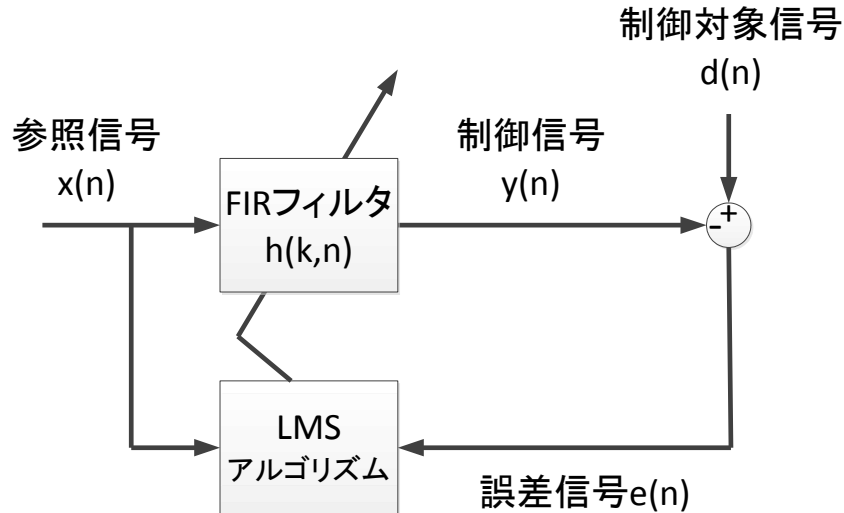 制御対象信号
d(n)
参照信号
x(n)
制御信号
y(n)
FIRフィルタ
h(k,n)
- +
LMS
アルゴリズム
誤差信号e(n)